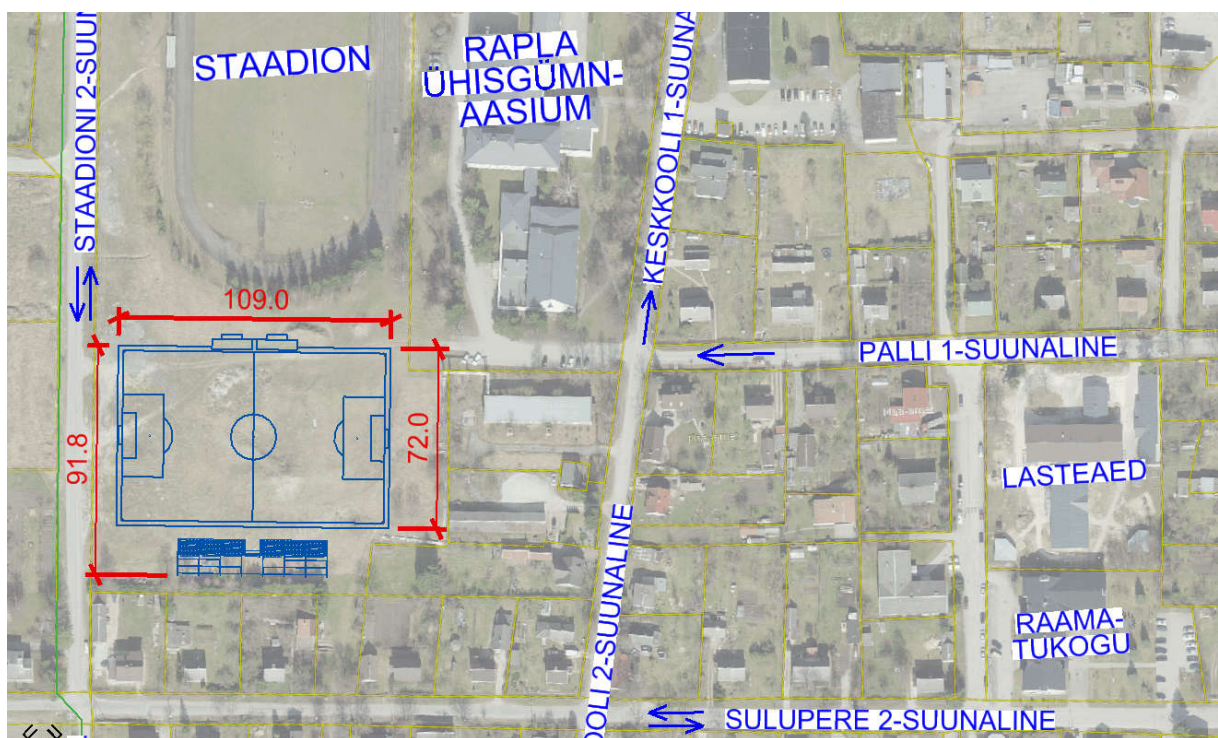 STAADIONI 2-SUUN
STAADION
RAPLA
ÜHISGÜMN-
AASIUM
KESKKOOLI 1-SUUNA
109.0
91.8
72.0
PALLI 1-SUUNALINE
LASTEAED
RAAMA-
TUKOGU
OOLI 2-SUUNALINE
SULUPERE 2-SUUNALINE